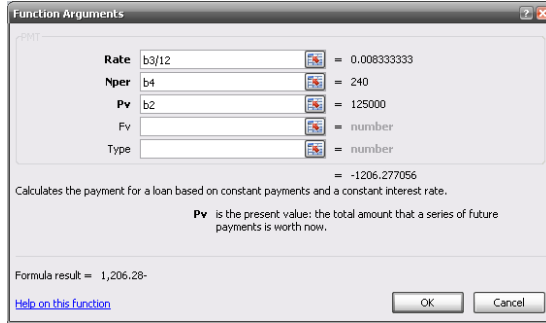 Function Arguments
PMT
Rate b3/12 = 0.008333333
Nper b4 = 240
Pv b2 = 125000
Fv = number
Type = number
= -1206.277056
Calculates the payment for a loan based on constant payments and a constant interest rate.
Pv is the present value: the total amount that a series of future
payments is worth now.
Formula result = 1,206.28-
Help on this function
OK Cancel